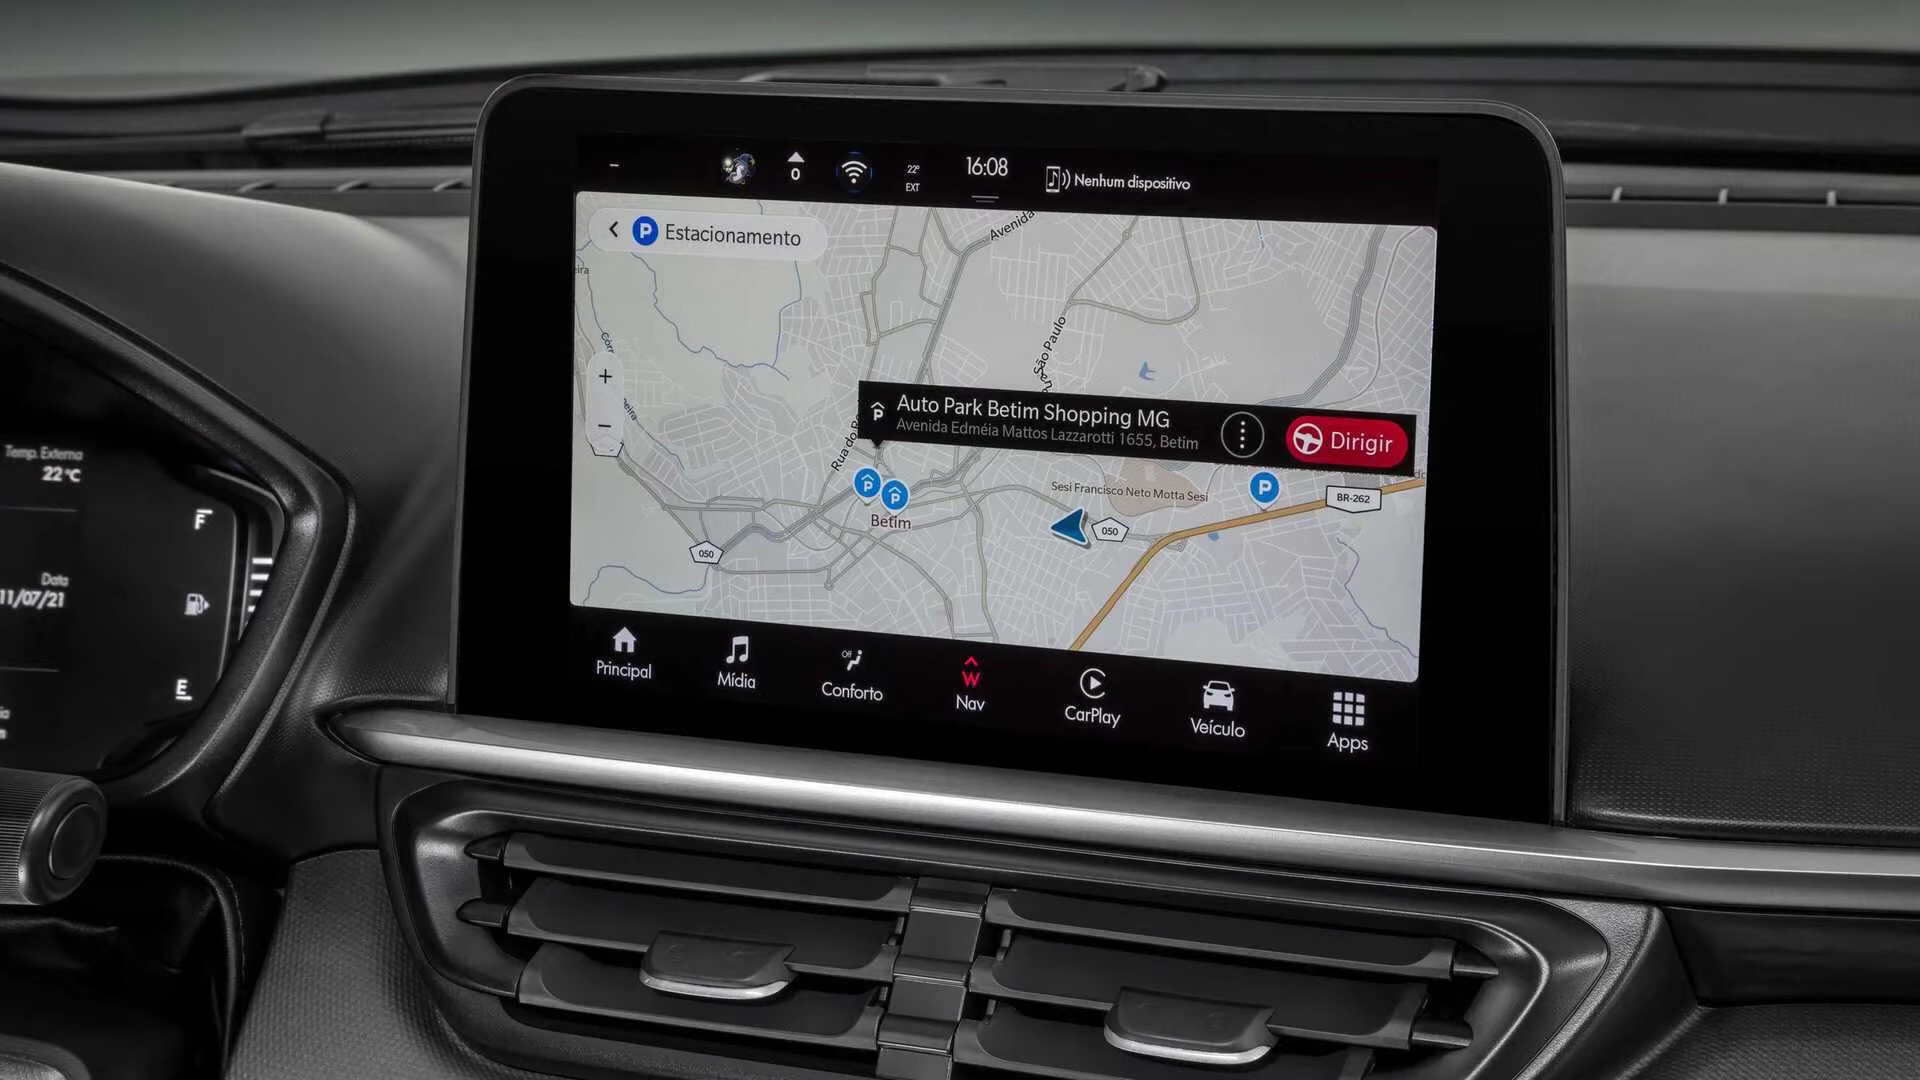 22°
EXT
0
16:08
Nenhum dispositivo
P Estacionamento
Avenida
São Paulo
+
−
Auto Park Betim Shopping MG
Avenida Edméia Mattos Lazzarotti 1655, Betim
Dirigir
P
P
P
P
Sesi Francisco Neto Motta Sesi
BR-262
Betim
050
050
Principal
Mídia
Off
Conforto
Nav
CarPlay
Veículo
Apps
Temp. Externa
22 °C
F
Data
11/07/21
E